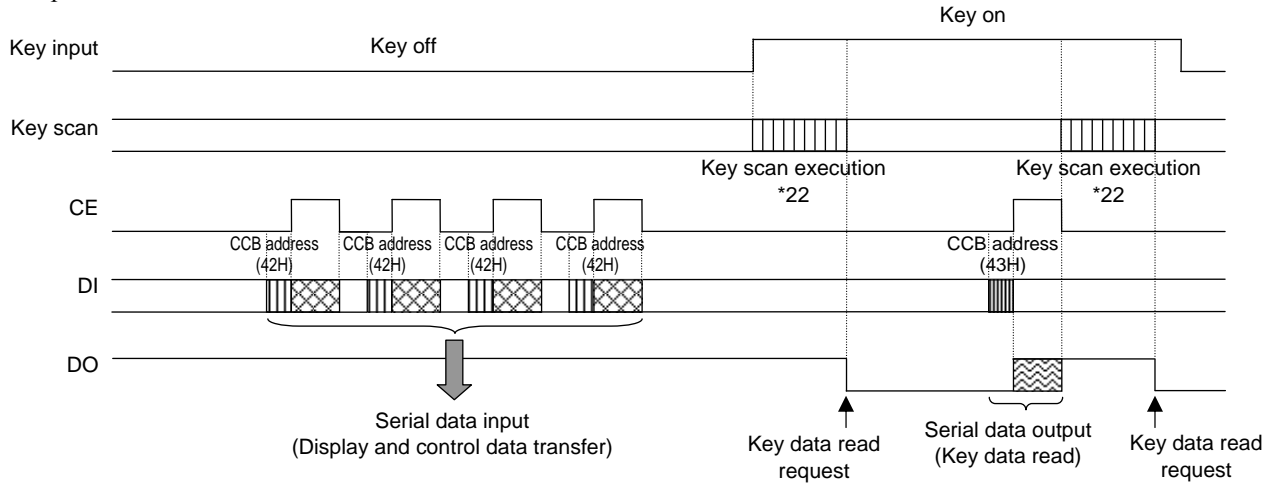 Key on
Key input
Key off
Key scan
Key scan execution
*22
Key scan execution
*22
CE
CCB address
(42H)
CCB address
(42H)
CCB address
(42H)
CCB address
(42H)
CCB address
(43H)
DI
DO
Serial data input
(Display and control data transfer)
Key data read
request
Serial data output
(Key data read)
Key data read
request